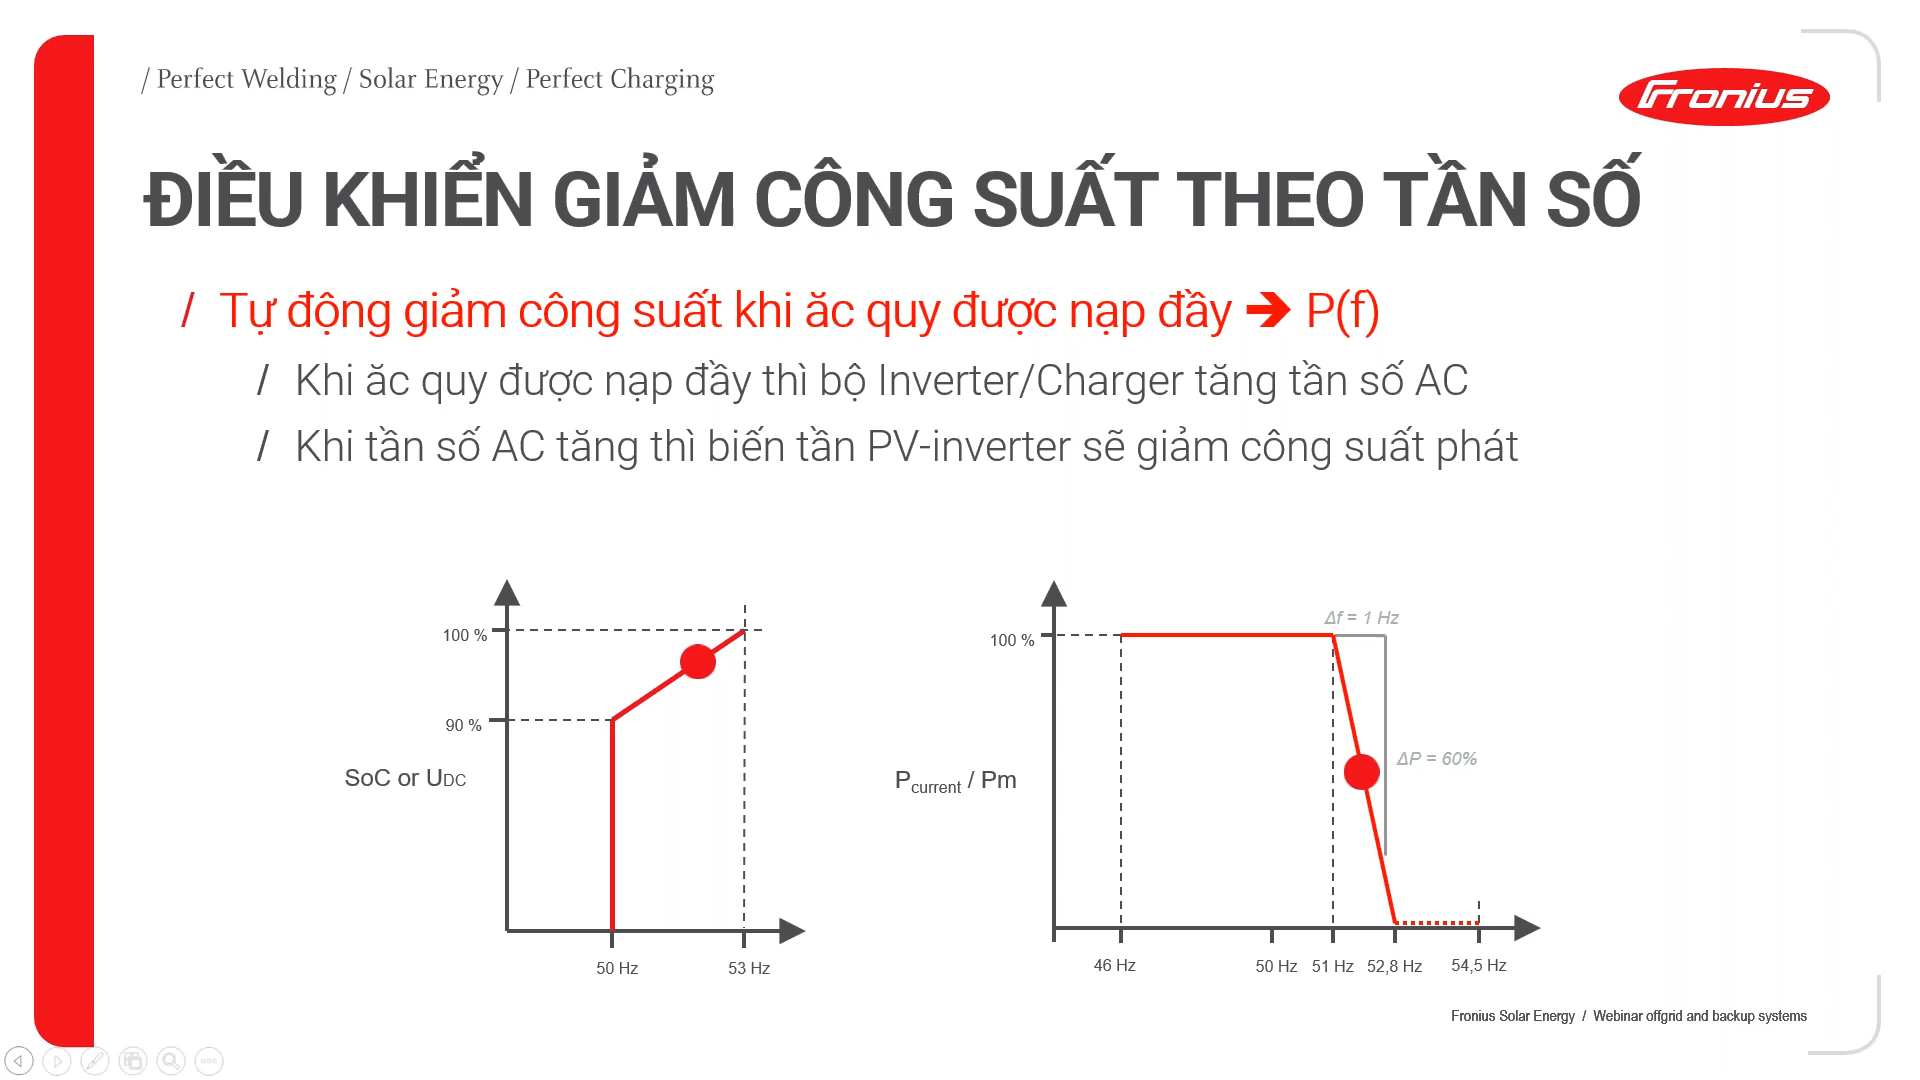 / Perfect Welding / Solar Energy / Perfect Charging
Fronius
ĐIỀU KHIỂN GIẢM CÔNG SUẤT THEO TẦN SỐ
/ Tự động giảm công suất khi ăc quy được nạp đầy ➔ P(f)
/ Khi ăc quy được nạp đầy thì bộ Inverter/Charger tăng tần số AC
/ Khi tần số AC tăng thì biến tần PV-inverter sẽ giảm công suất phát
100 %
90 %
SoC or UDC
50 Hz 53 Hz
Δf = 1 Hz
100 %
ΔP = 60%
Pcurrent / Pm
46 Hz 50 Hz 51 Hz 52,8 Hz 54,5 Hz
Fronius Solar Energy / Webinar offgrid and backup systems